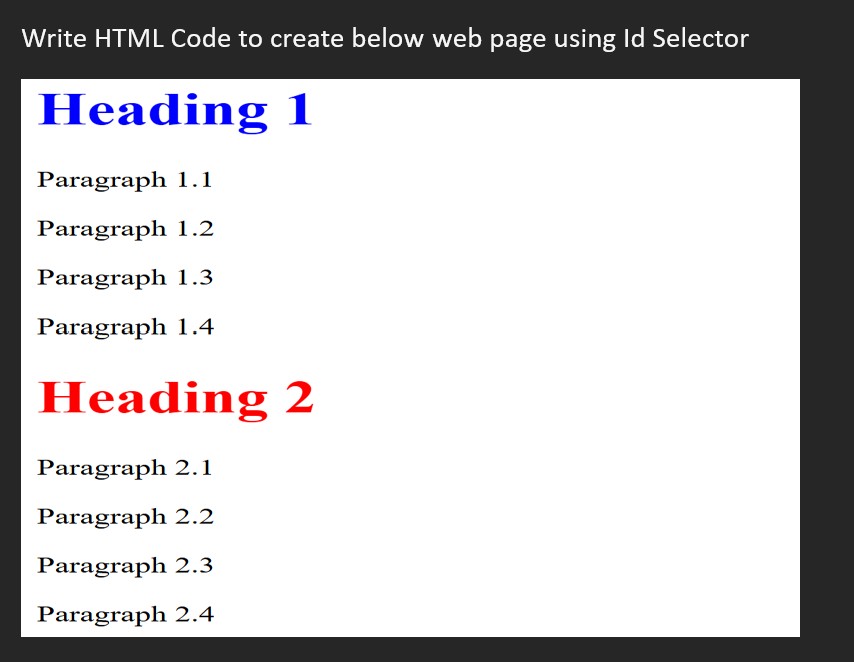 Write HTML Code to create below web page using Id Selector
Heading 1
Paragraph 1.1
Paragraph 1.2
Paragraph 1.3
Paragraph 1.4
Heading 2
Paragraph 2.1
Paragraph 2.2
Paragraph 2.3
Paragraph 2.4